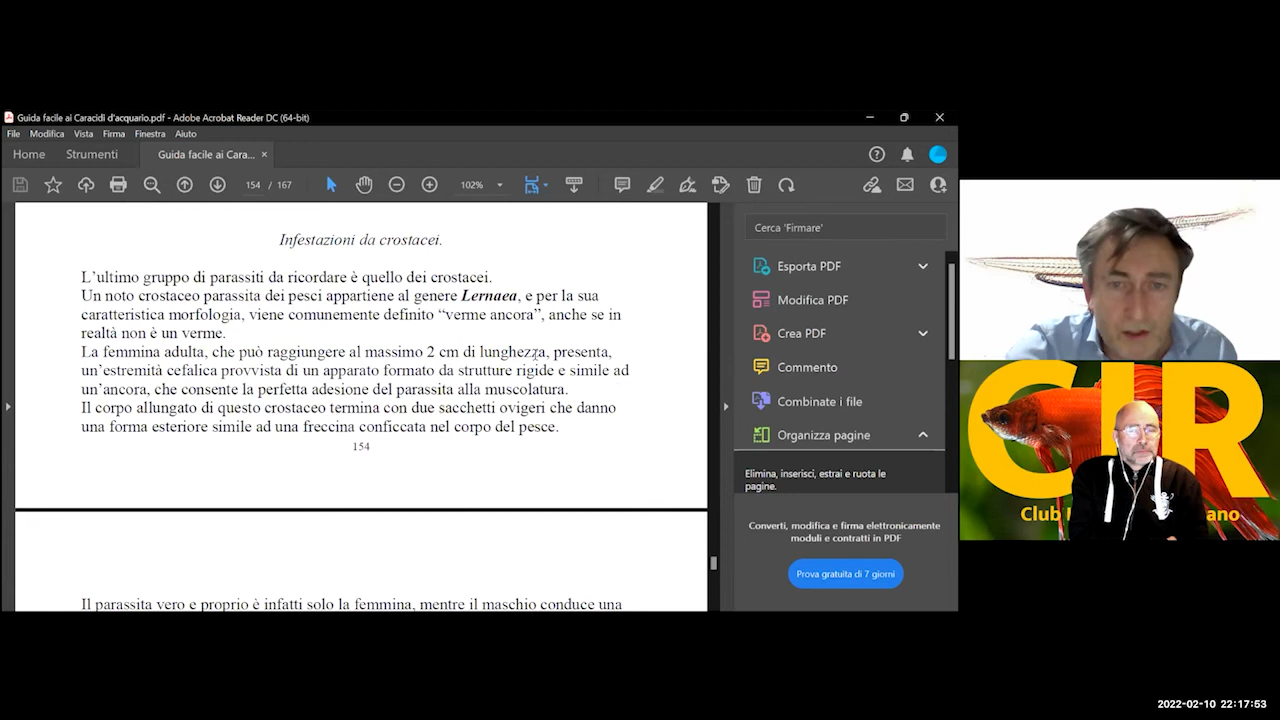 Guida facile ai Caracidi d'acquario.pdf - Adobe Acrobat Reader DC (64-bit)
File Modifica Vista Firma Finestra Aiuto
Home Strumenti Guida facile ai Cara... ×
154 / 167 102%
Infestazioni da crostacei.
L’ultimo gruppo di parassiti da ricordare è quello dei crostacei.
Un noto crostaceo parassita dei pesci appartiene al genere Lernaea, e per la sua
caratteristica morfologia, viene comunemente definito “verme ancora”, anche se in
realtà non è un verme.
La femmina adulta, che può raggiungere al massimo 2 cm di lunghezza, presenta,
un’estremità cefalica provvista di un apparato formato da strutture rigide e simile ad
un’ancora, che consente la perfetta adesione del parassita alla muscolatura.
Il corpo allungato di questo crostaceo termina con due sacchetti ovigeri che danno
una forma esteriore simile ad una freccina conficcata nel corpo del pesce.
154
Il parassita vero e proprio è infatti solo la femmina, mentre il maschio conduce una
Cerca 'Firmare'
Esporta PDF
Modifica PDF
Crea PDF
Commento
Combinate i file
Organizza pagine
Elimina, inserisci, estrai e ruota le
pagine.
Converti, modifica e firma elettronicamente
moduli e contratti in PDF
Prova gratuita di 7 giorni
CIR
Club
ano
2022-02-10 22:17:53